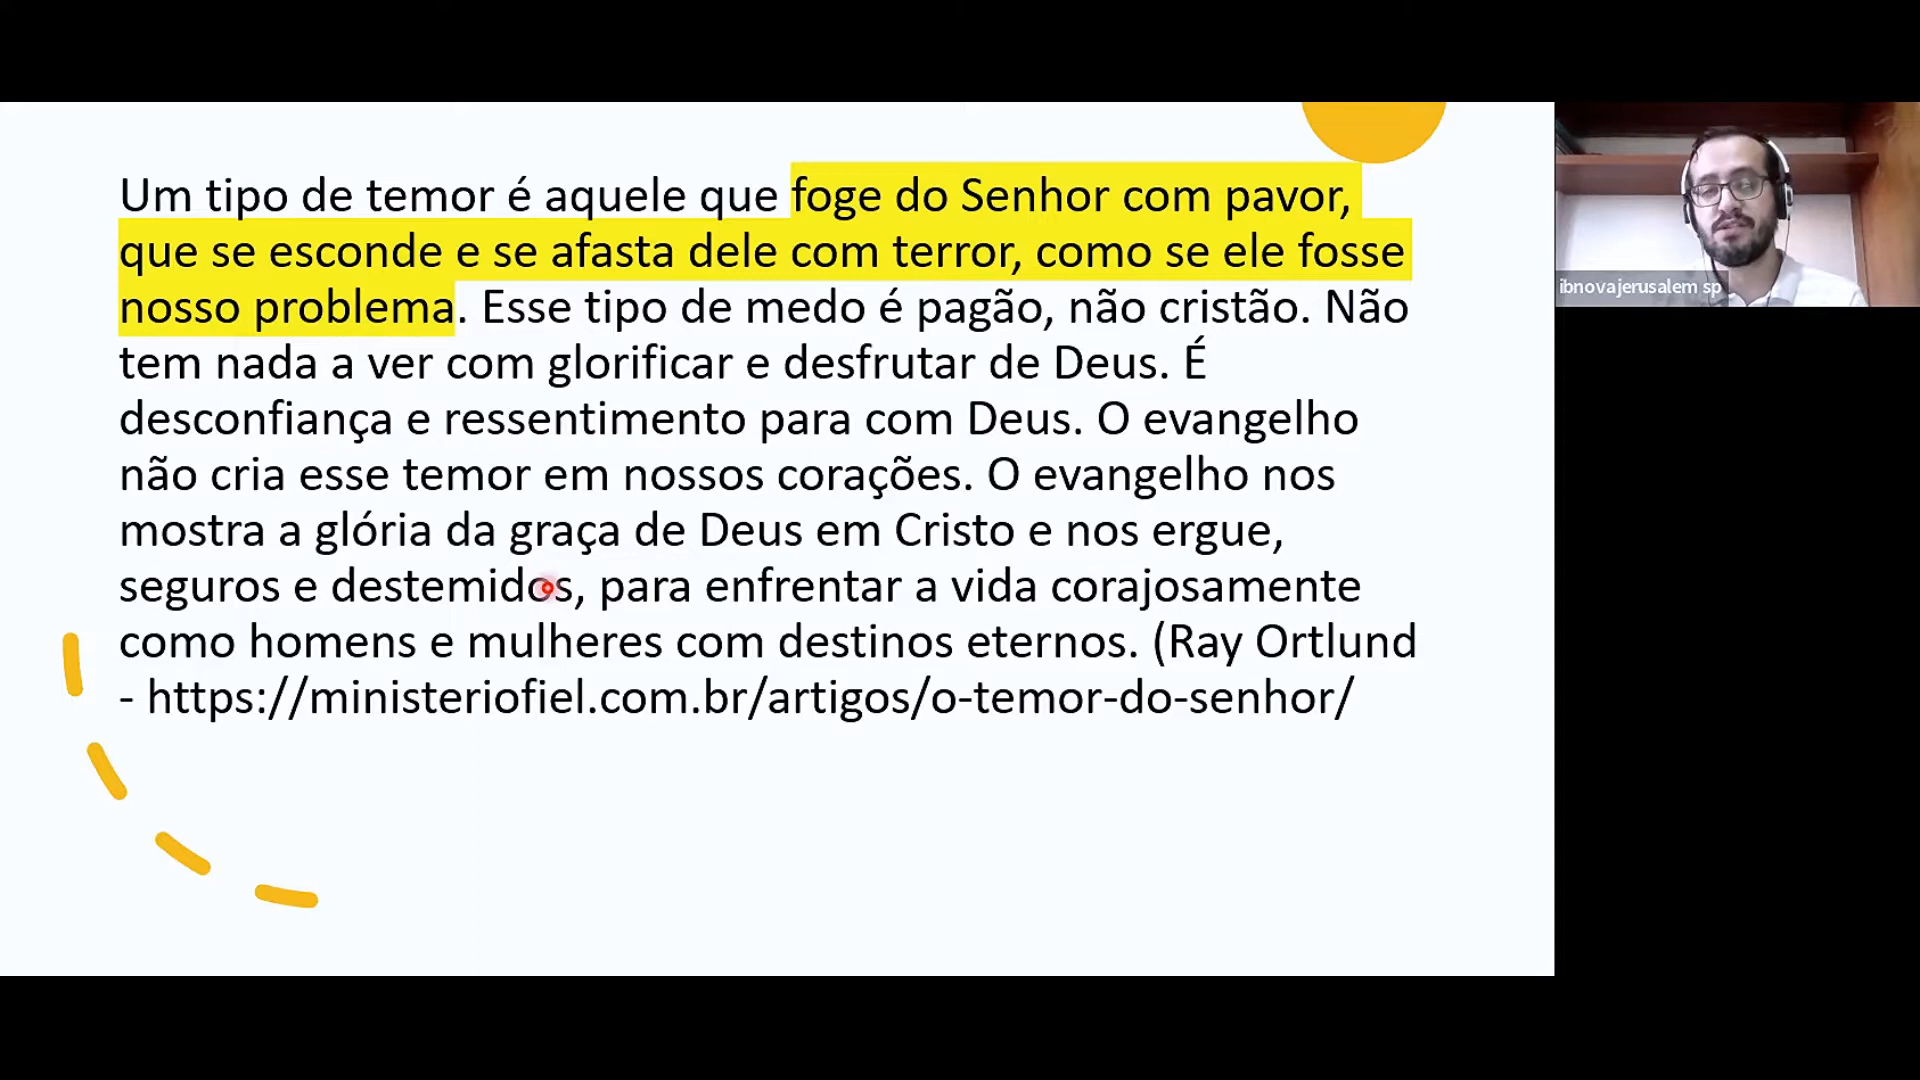 Um tipo de temor é aquele que foge do Senhor com pavor,
que se esconde e se afasta dele com terror, como se ele fosse
nosso problema. Esse tipo de medo é pagão, não cristão. Não
tem nada a ver com glorificar e desfrutar de Deus. É
desconfiança e ressentimento para com Deus. O evangelho
não cria esse temor em nossos corações. O evangelho nos
mostra a glória da graça de Deus em Cristo e nos ergue,
seguros e destemidos, para enfrentar a vida corajosamente
como homens e mulheres com destinos eternos. (Ray Ortlund
- https://ministeriofiel.com.br/artigos/o-temor-do-senhor/
ibnovajerusalem sp